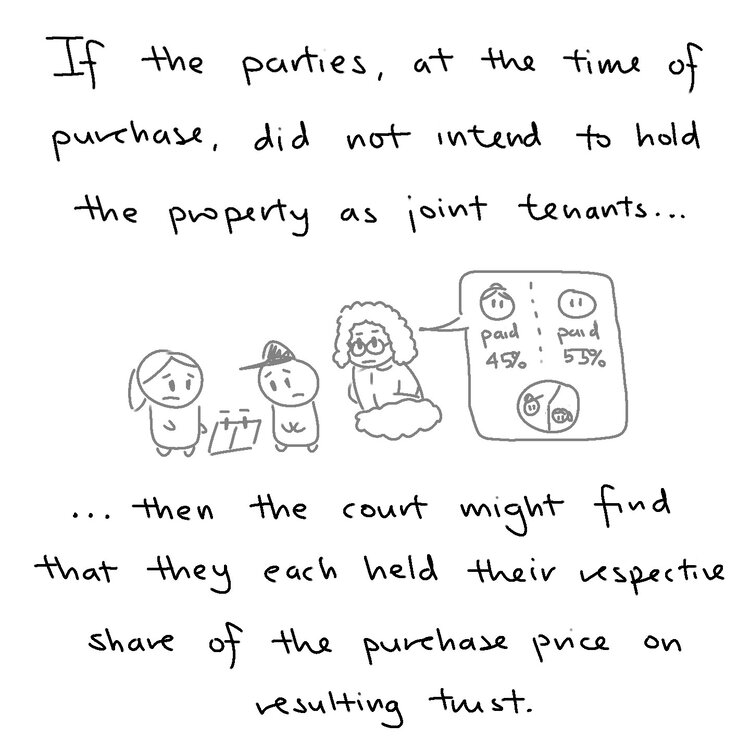 If the parties, at the time of
purchase, did not intend to hold
the property as joint tenants...
paid paid
45% 55%
... then the court might find
that they each held their respective
share of the purchase price on
resulting trust.